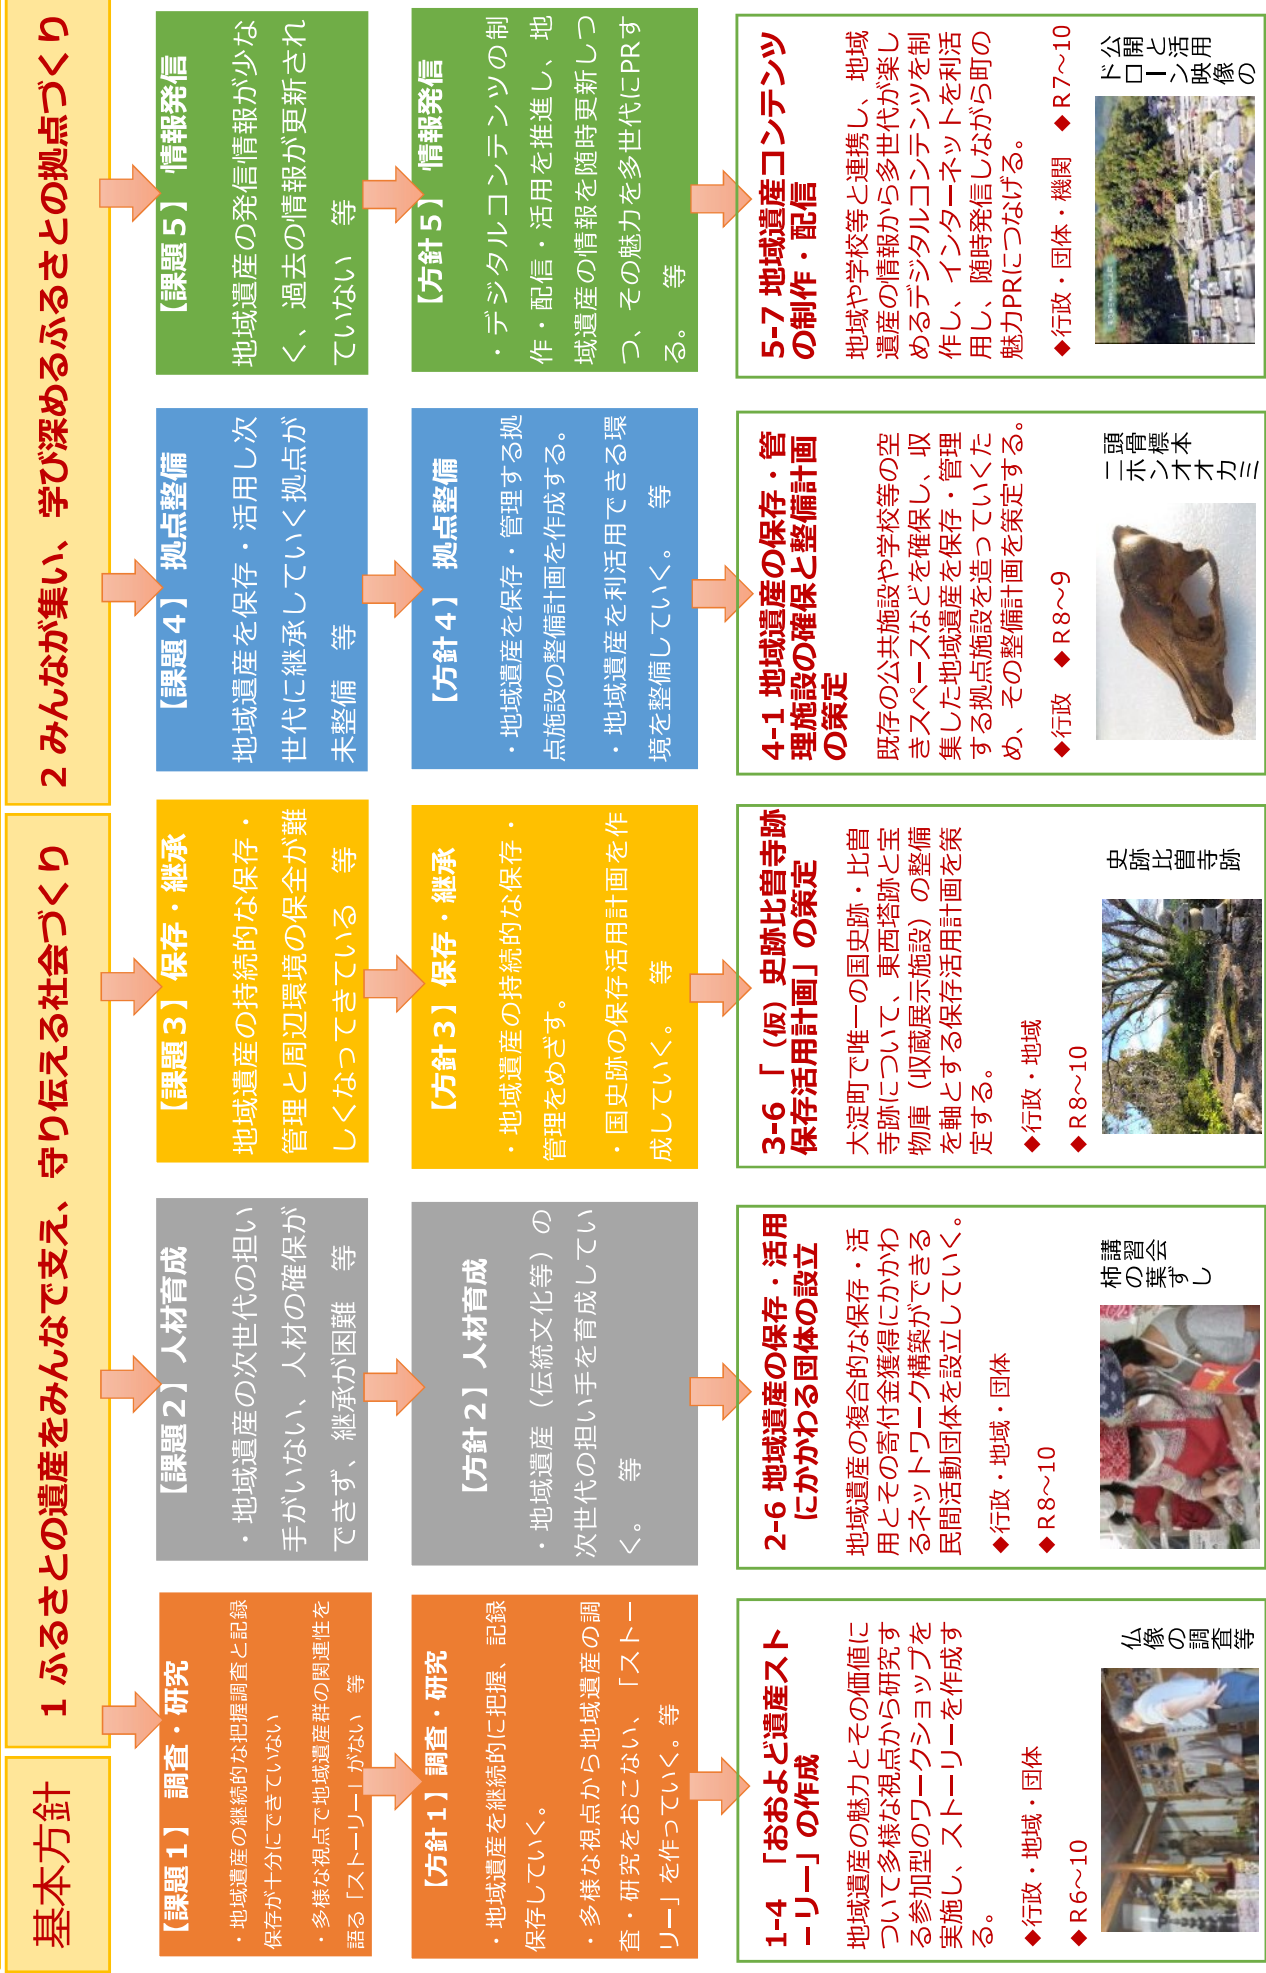 基本方針
1 ふるさとの遺産をみんなで支え、守り伝える社会づくり
2 みんなが集い、学び深めるふるさとの拠点づくり
【課題１】 調査・研究
・地域遺産の継続的な把握調査と記録
保存が十分にできていない
・多様な視点で地域遺産群の関連性を
語る「ストーリー」がない 等
【課題２】人材育成
・地域遺産の次世代の担い
手がいない、人材の確保が
できず、継承が困難 等
【課題３】保存・継承
地域遺産の持続的な保存・
管理と周辺環境の保全が難
しくなってきている 等
【課題４】 拠点整備
地域遺産を保存・活用し次
世代に継承していく拠点が
未整備 等
【課題５】 情報発信
地域遺産の発信情報が少な
く、過去の情報が更新され
ていない 等
【方針１】調査・研究
・地域遺産を継続的に把握、記録
保存していく。
・多様な視点から地域遺産の調
査・研究をおこない、「ストー
リー」を作っていく。等
【方針２】人材育成
・地域遺産（伝統文化等）の
次世代の担い手を育成してい
く。 等
【方針３】保存・継承
・地域遺産の持続的な保存・
管理をめざす。
・国史跡の保存活用計画を作
成していく。 等
【方針４】 拠点整備
・地域遺産を保存・管理する拠
点施設の整備計画を作成する。
・地域遺産を利活用できる環
境を整備していく。 等
【方針５】 情報発信
・デジタルコンテンツの制
作・配信・活用を推進し、地
域遺産の情報を随時更新しつ
つ、その魅力を多世代にPRす
る。 等
1-4 「おおよど遺産スト
ーリー」の作成
地域遺産の魅力とその価値に
ついて多様な視点から研究す
る参加型のワークショップを
実施し、ストーリーを作成す
る。
◆行政・地域・団体
◆Ｒ6～10
仏像の調査等
2-6 地域遺産の保存・活用
にかかわる団体の設立
地域遺産の複合的な保存・活
用とその寄付金獲得にかかわ
るネットワーク構築ができる
民間活動団体を設立していく。
◆行政・地域・団体
◆Ｒ8～10
柿の葉ずし
講習会
3-6 「（仮）史跡比曽寺跡
保存活用計画」の策定
大淀町で唯一の国史跡・比曽
寺跡について、東西塔跡と宝
物庫（収蔵展示施設）の整備
を軸とする保存活用計画を策
定する。
◆行政・地域
◆Ｒ8～10
史跡比曽寺跡
4-1 地域遺産の保存・管
理施設の確保と整備計画
の策定
既存の公共施設や学校等の空
きスペースなどを確保し、収
集した地域遺産を保存・管理
する拠点施設を造っていくた
め、その整備計画を策定する。
◆行政 ◆Ｒ8～9
ニホンオオカミ
頭骨標本
5-7 地域遺産コンテンツ
の制作・配信
地域や学校等と連携し、地域
遺産の情報から多世代が楽し
めるデジタルコンテンツを制
作し、インターネットを利活
用し、随時発信しながら町の
魅力PRにつなげる。
◆行政・団体・機関 ◆Ｒ7～10
ドローン映像の
公開と活用